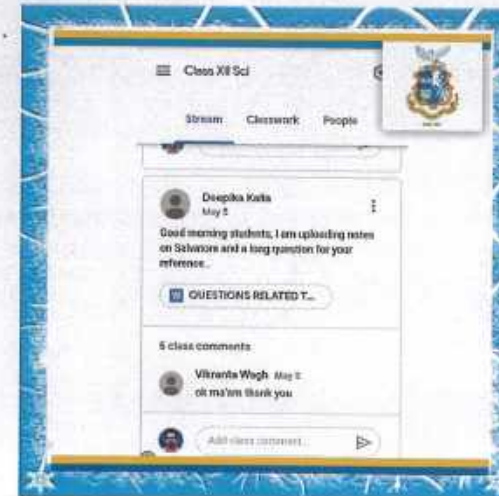 Class XII Sci
Stream Classwork People
Deepika Kalia
May 5
Good morning students, I am uploading notes
on Salvatore and a long question for your
reference...
QUESTIONS RELATED T...
5 class comments
Vikranta Wagh May 5
ok ma'am thank you
Add class comment...